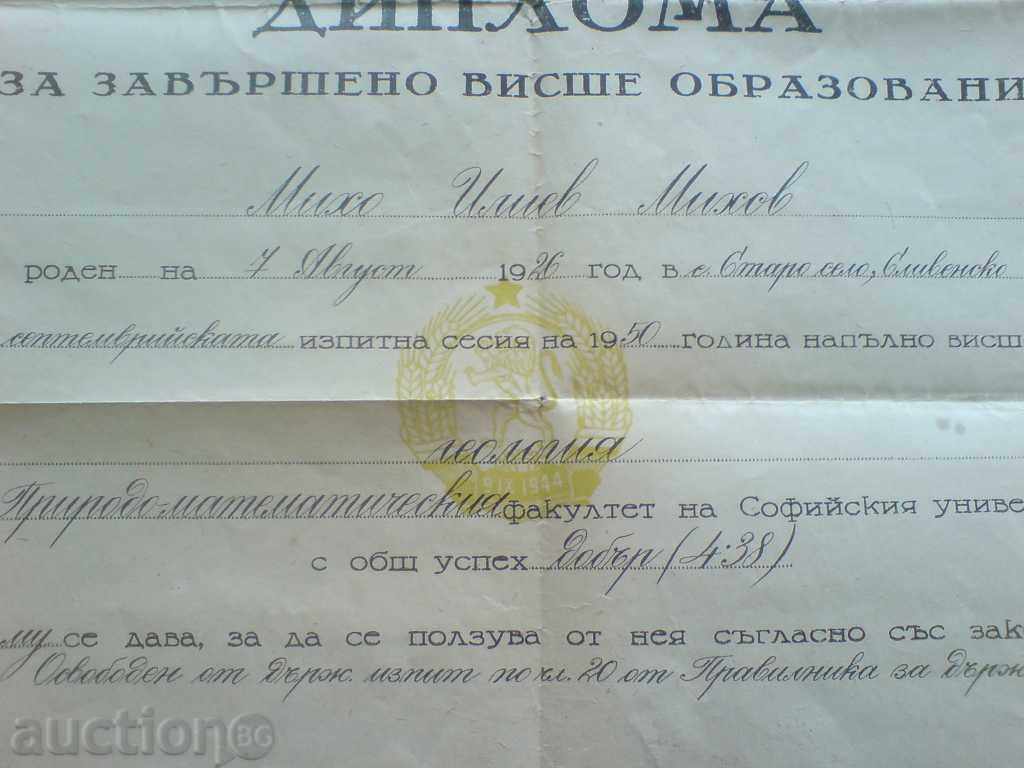 ДИПЛОМА
ЗА ЗАВЪРШЕНО ВИСШЕ ОБРАЗОВАНИ
Михо Илиев Михов
роден на 7 Август 1926 год в с. Старо село, Сливенско
септемврийската изпитна сесия на 1950 година напълно висш
геология
9 IX 1944
Природо-математическия факултет на Софийския униве
с общ успех Добър (4:38)
му се дава, за да се ползува от нея съгласно със зак
Освободен от държ. изпит по чл. 20 от Правилника за държ
auction BG